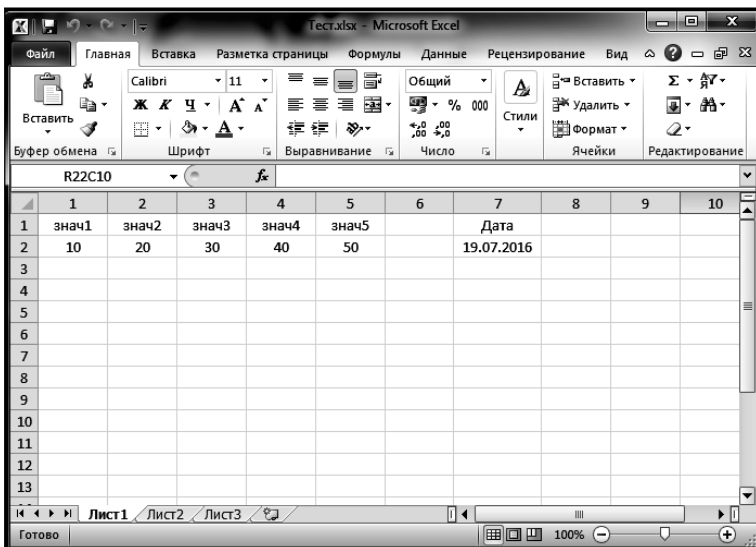 Тест.xlsx - Microsoft Excel
Файл Главная Вставка Разметка страницы Формулы Данные Рецензирование Вид
Calibri 11 Общий Вставить Σ
Ж К Ч % 000 Удалить
Вставить Стили Формат
Буфер обмена Шрифт Выравнивание Число Ячейки Редактирование
R22C10 fx
1 2 3 4 5 6 7 8 9 10
1 знач1 знач2 знач3 знач4 знач5 Дата
2 10 20 30 40 50 19.07.2016
3
4
5
6
7
8
9
10
11
12
13
Лист1 Лист2 Лист3
Готово 100%